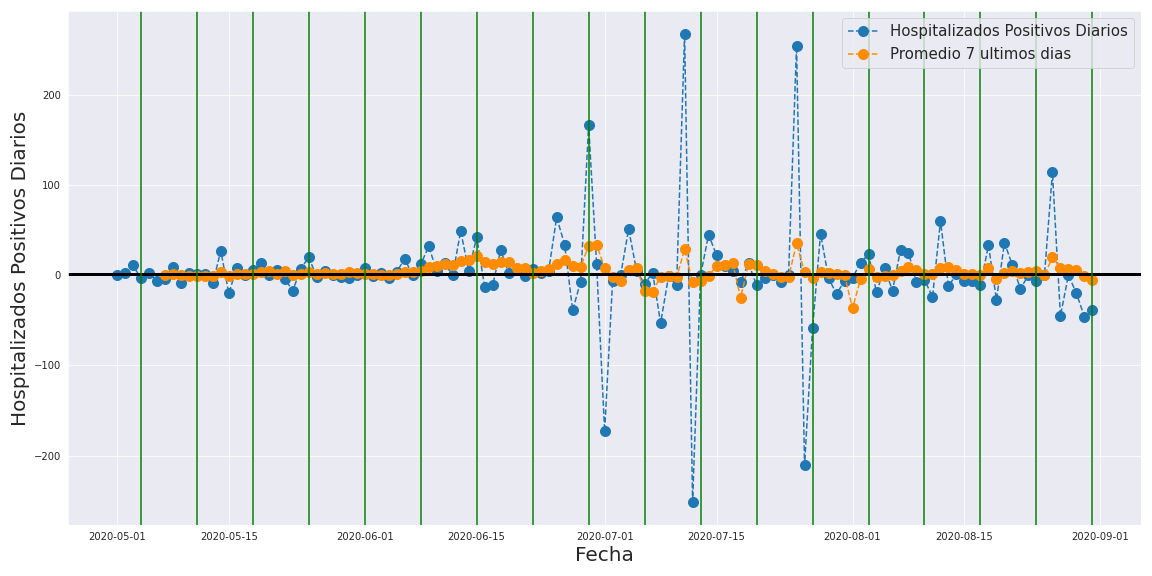 Hospitalizados Positivos Diarios
Promedio 7 ultimos dias
Hospitalizados Positivos Diarios
200
100
0
−100
−200
2020-05-01 2020-05-15 2020-06-01 2020-06-15 2020-07-01 2020-07-15 2020-08-01 2020-08-15 2020-09-01
Fecha